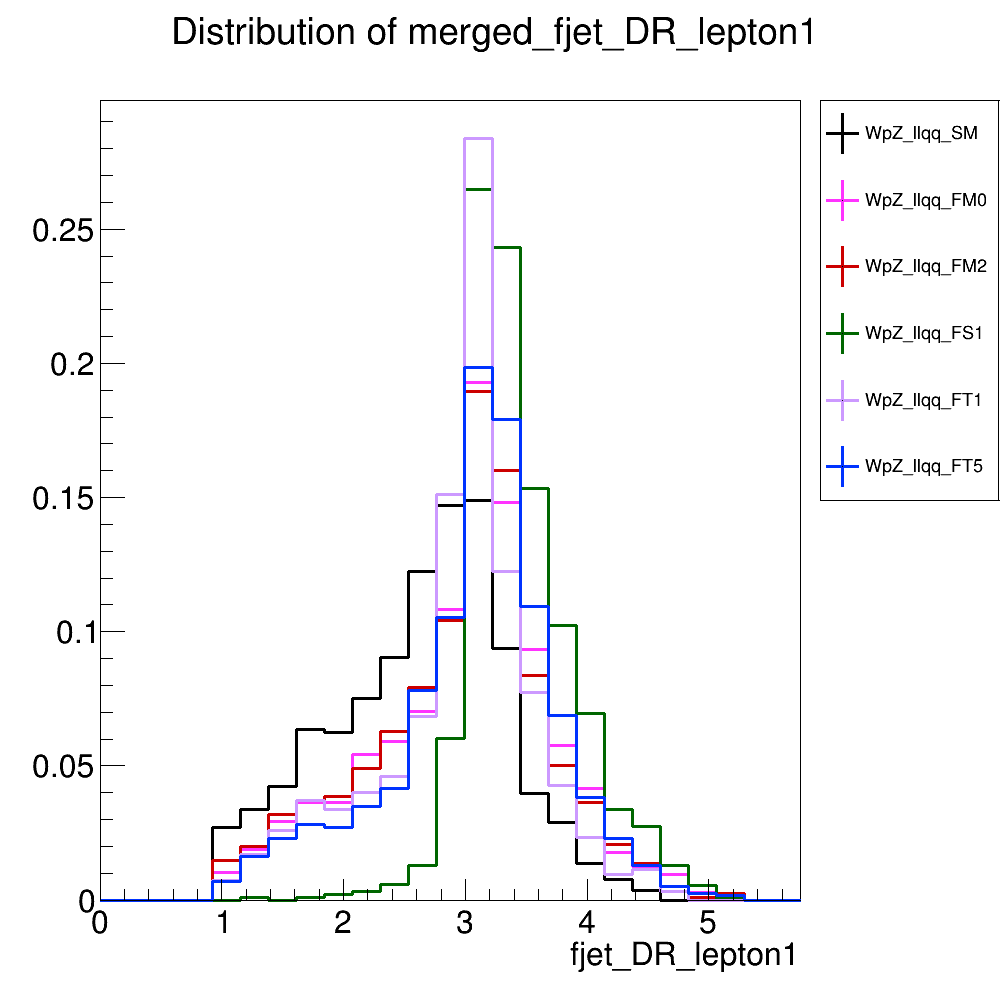 Distribution of merged_fjet_DR_lepton1
WpZ_llqq_SM
WpZ_llqq_FM0
WpZ_llqq_FM2
WpZ_llqq_FS1
WpZ_llqq_FT1
WpZ_llqq_FT5
0.25
0.2
0.15
0.1
0.05
0
0 1 2 3 4 5
fjet_DR_lepton1